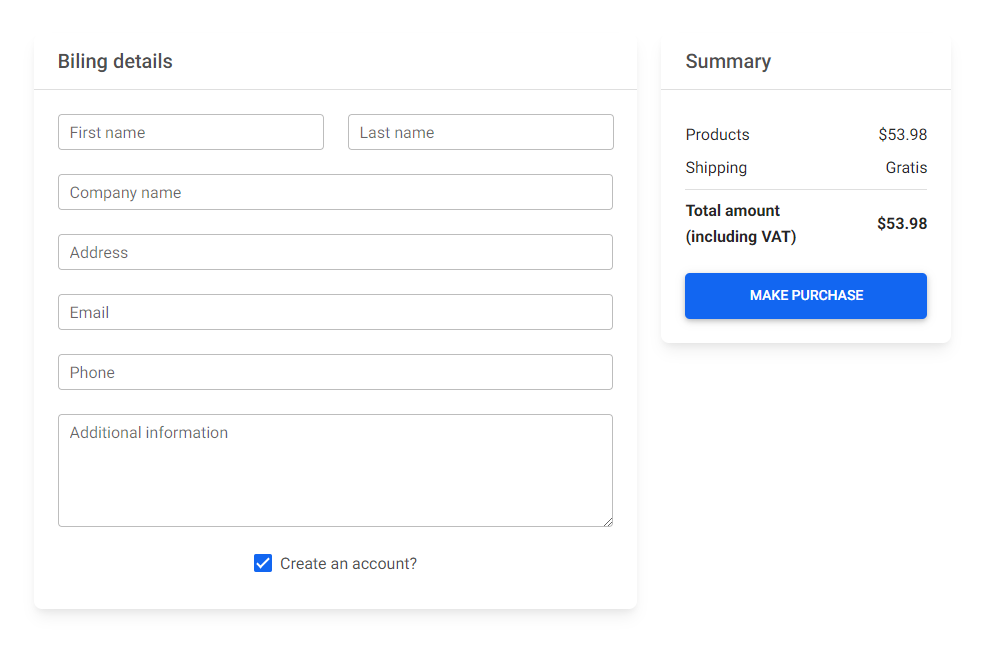 Biling details
First name
Last name
Company name
Address
Email
Phone
Additional information
Create an account?
Summary
Products $53.98
Shipping Gratis
Total amount
(including VAT) $53.98
MAKE PURCHASE